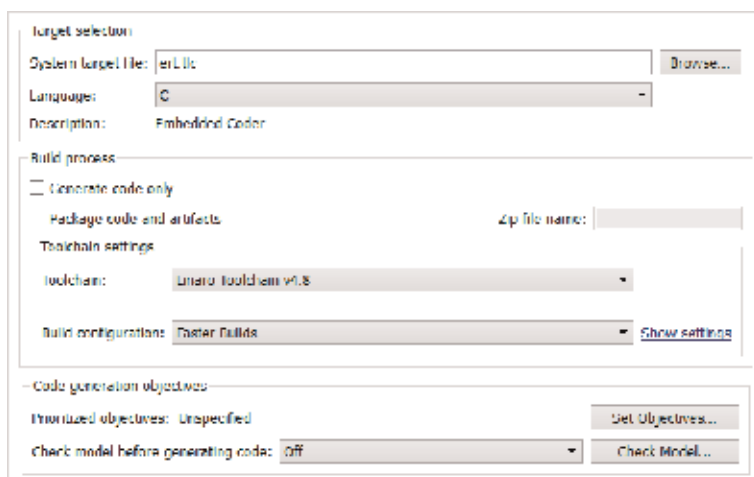 Target selection
System target file: ert.tlc Browse...
Language: C
Description: Embedded Coder
Build process
Generate code only
Package code and artifacts Zip file name:
Toolchain settings
Toolchain: Linaro Toolchain v4.8
Build configuration: Faster Builds Show settings
Code generation objectives
Prioritized objectives: Unspecified Set Objectives...
Check model before generating code: Off Check Model...